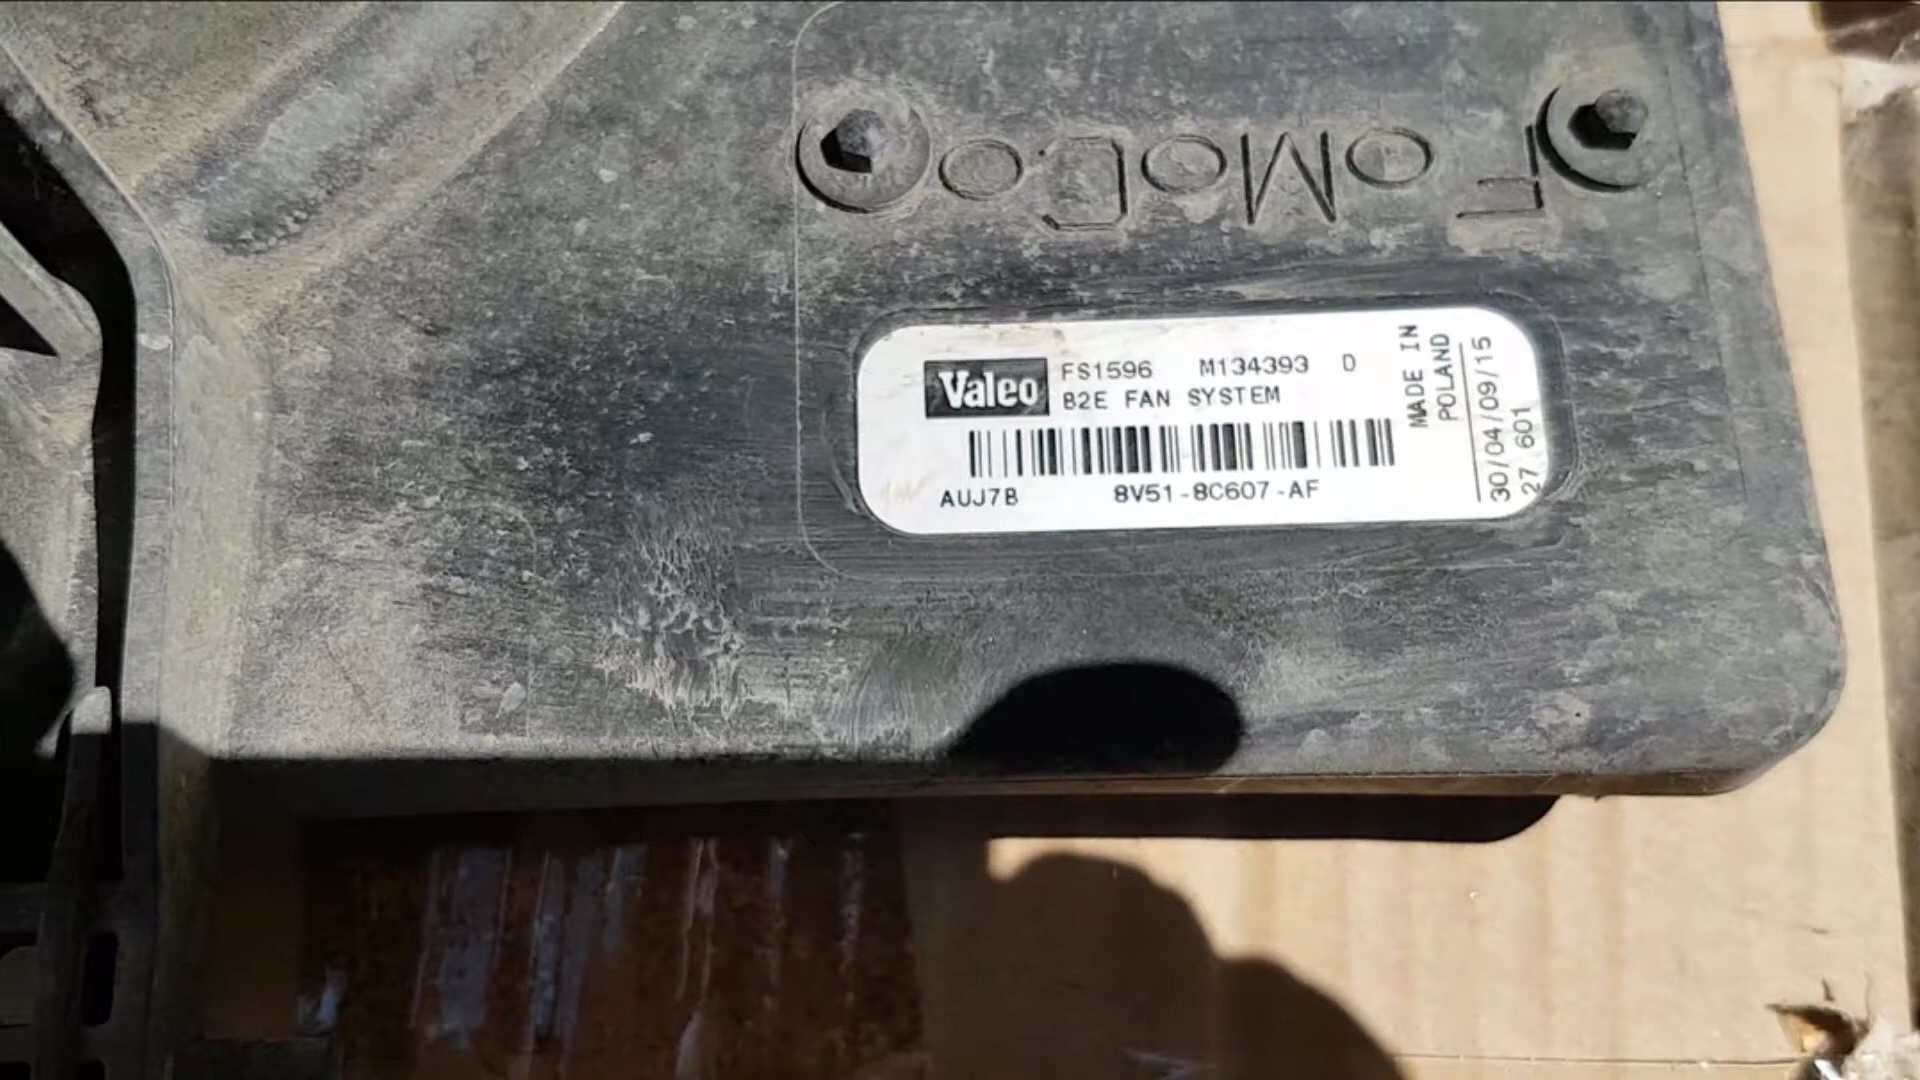 FoMoCo
Valeo
FS1596 M134393 D
B2E FAN SYSTEM
AUJ7B 8V51-8C607-AF
MADE IN
POLAND
30/04/09/15
27 601